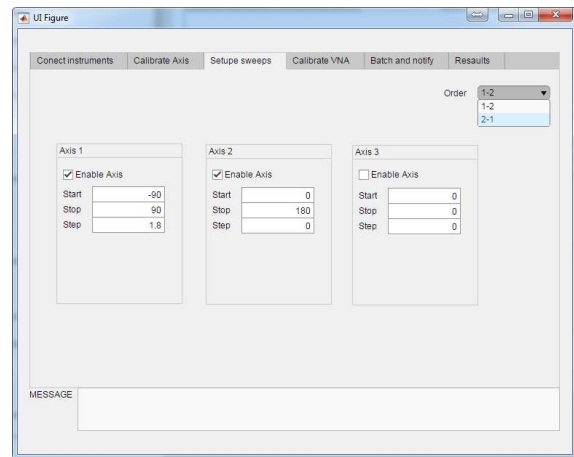 UI Figure
Conect instruments Calibrate Axis Setupe sweeps Calibrate VNA Batch and notify Resaults
Order 1-2
1-2
2-1
Axis 1 Axis 2 Axis 3
Enable Axis Enable Axis Enable Axis
Start -90 Start 0 Start 0
Stop 90 Stop 180 Stop 0
Step 1.8 Step 0 Step 0
MESSAGE